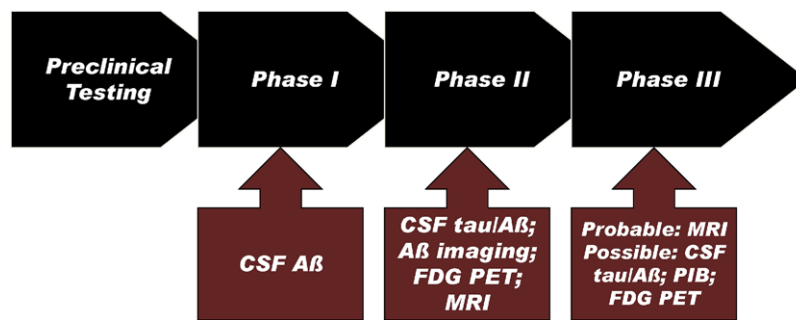 Preclinical
Testing
Phase I
Phase II
Phase III
CSF Aß
CSF tau/Aß;
Aß imaging;
FDG PET;
MRI
Probable: MRI
Possible: CSF
tau/Aß; PIB;
FDG PET